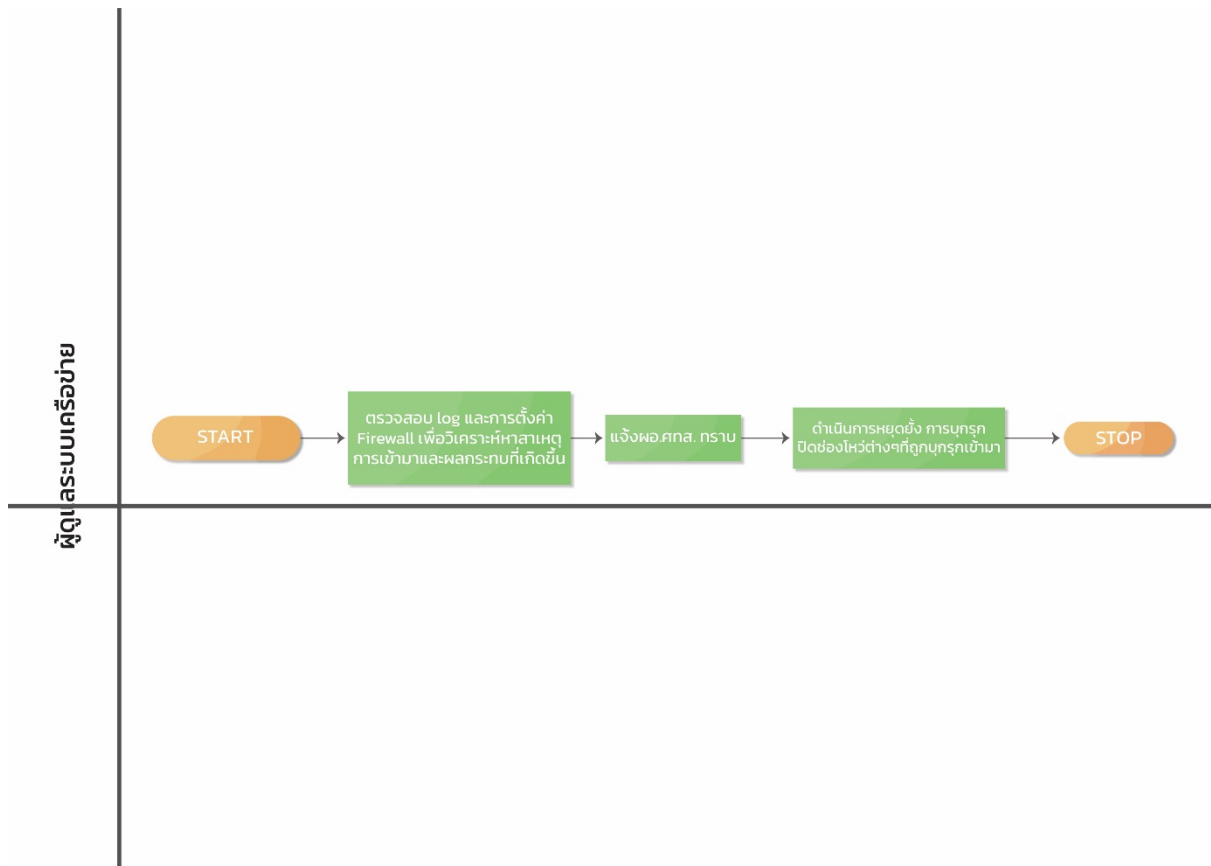 ผู้ดูแลระบบเครือข่าย
START
ตรวจสอบ log และการตั้งค่า
Firewall เพื่อวิเคราะห์หาสาเหตุ
การเข้ามาและผลกระทบที่เกิดขึ้น
แจ้งผอ.ศทส. ทราบ
ดำเนินการหยุดยั้ง การบุกรุก
ปิดช่องโหว่ต่างๆที่ถูกบุกรุกเข้ามา
STOP